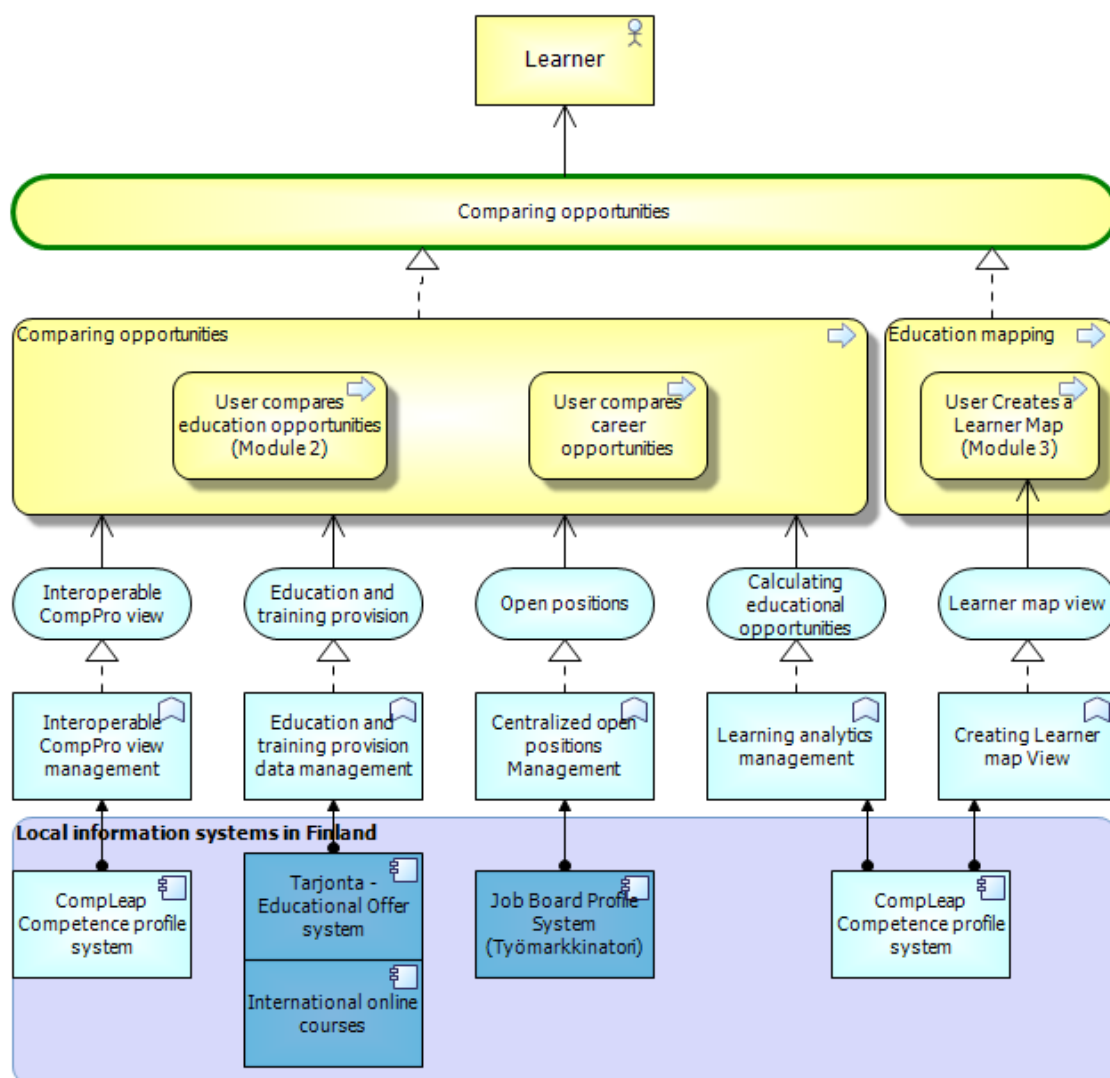 Learner
Comparing opportunities
Comparing opportunities
Education mapping
User compares
education opportunities
(Module 2)
User compares
career
opportunities
User Creates a
Learner Map
(Module 3)
Interoperable
CompPro view
Education and
training provision
Open positions
Calculating
educational
opportunities
Learner map view
Interoperable
CompPro view
management
Education and
training provision
data management
Centralized open
positions
Management
Learning analytics
management
Creating Learner
map View
Local information systems in Finland
CompLeap
Competence profile
system
Tarjonta -
Educational Offer
system
International online
courses
Job Board Profile
System
(Työmarkkinatori)
CompLeap
Competence profile
system